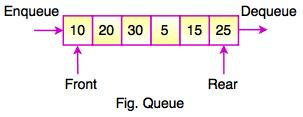 Enqueue Dequeue
10 20 30 5 15 25
Front Rear
Fig. Queue